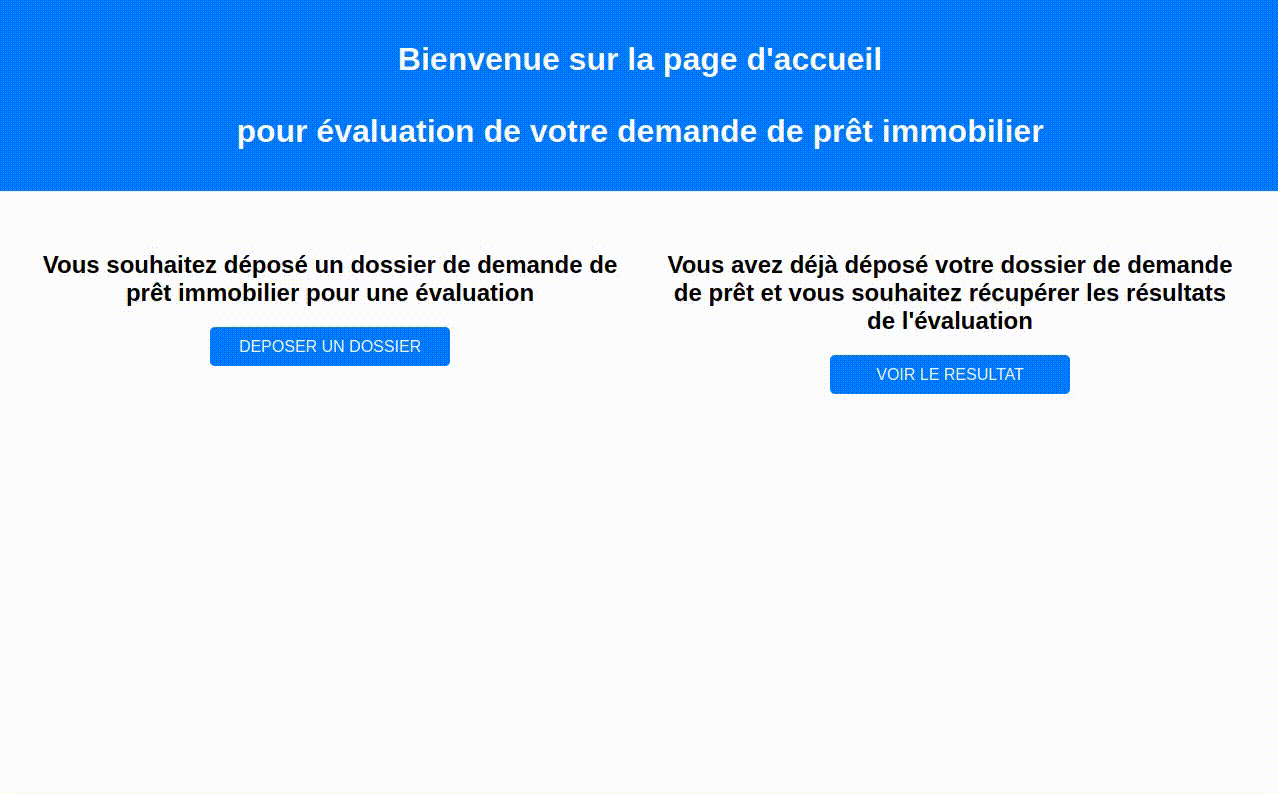 Bienvenue sur la page d'accueil
pour évaluation de votre demande de prêt immobilier
Vous souhaitez déposé un dossier de demande de
prêt immobilier pour une évaluation
DEPOSER UN DOSSIER
Vous avez déjà déposé votre dossier de demande
de prêt et vous souhaitez récupérer les résultats
de l'évaluation
VOIR LE RESULTAT